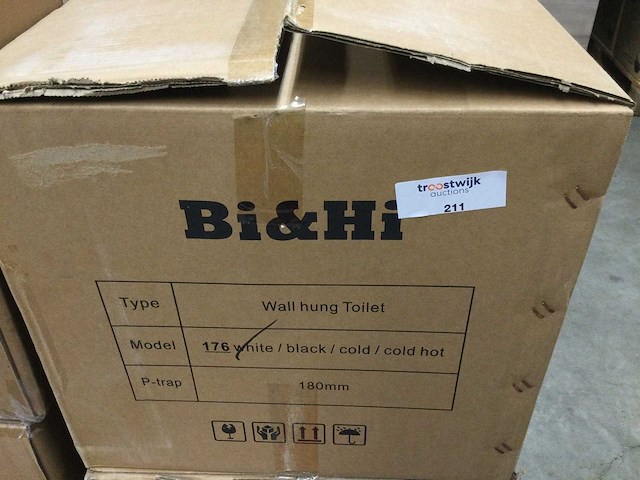 troostwijk
auctions
211
Bi&Hi
Type Wall hung Toilet
Model 176 white / black / cold / cold hot
P-trap 180mm